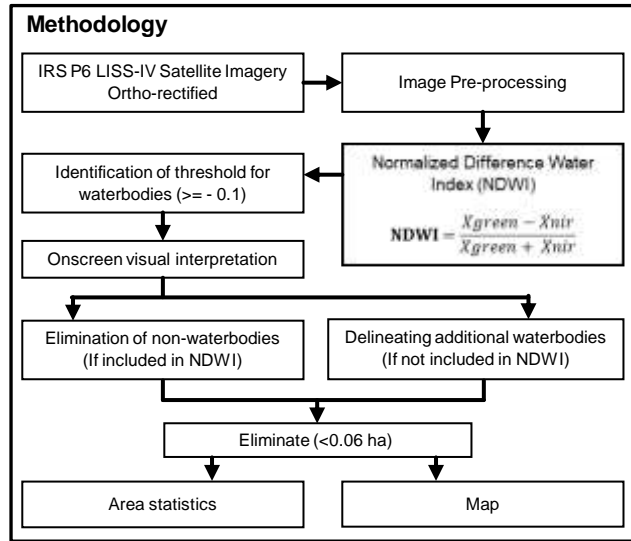 Methodology
IRS P6 LISS-IV Satellite Imagery
Ortho-rectified
Image Pre-processing
Normalized Difference Water
Index (NDWI)
NDWI = (Xgreen − Xnir) / (Xgreen + Xnir)
Identification of threshold for
waterbodies (>= - 0.1)
Onscreen visual interpretation
Elimination of non-waterbodies
(If included in NDWI)
Delineating additional waterbodies
(If not included in NDWI)
Eliminate (<0.06 ha)
Area statistics
Map